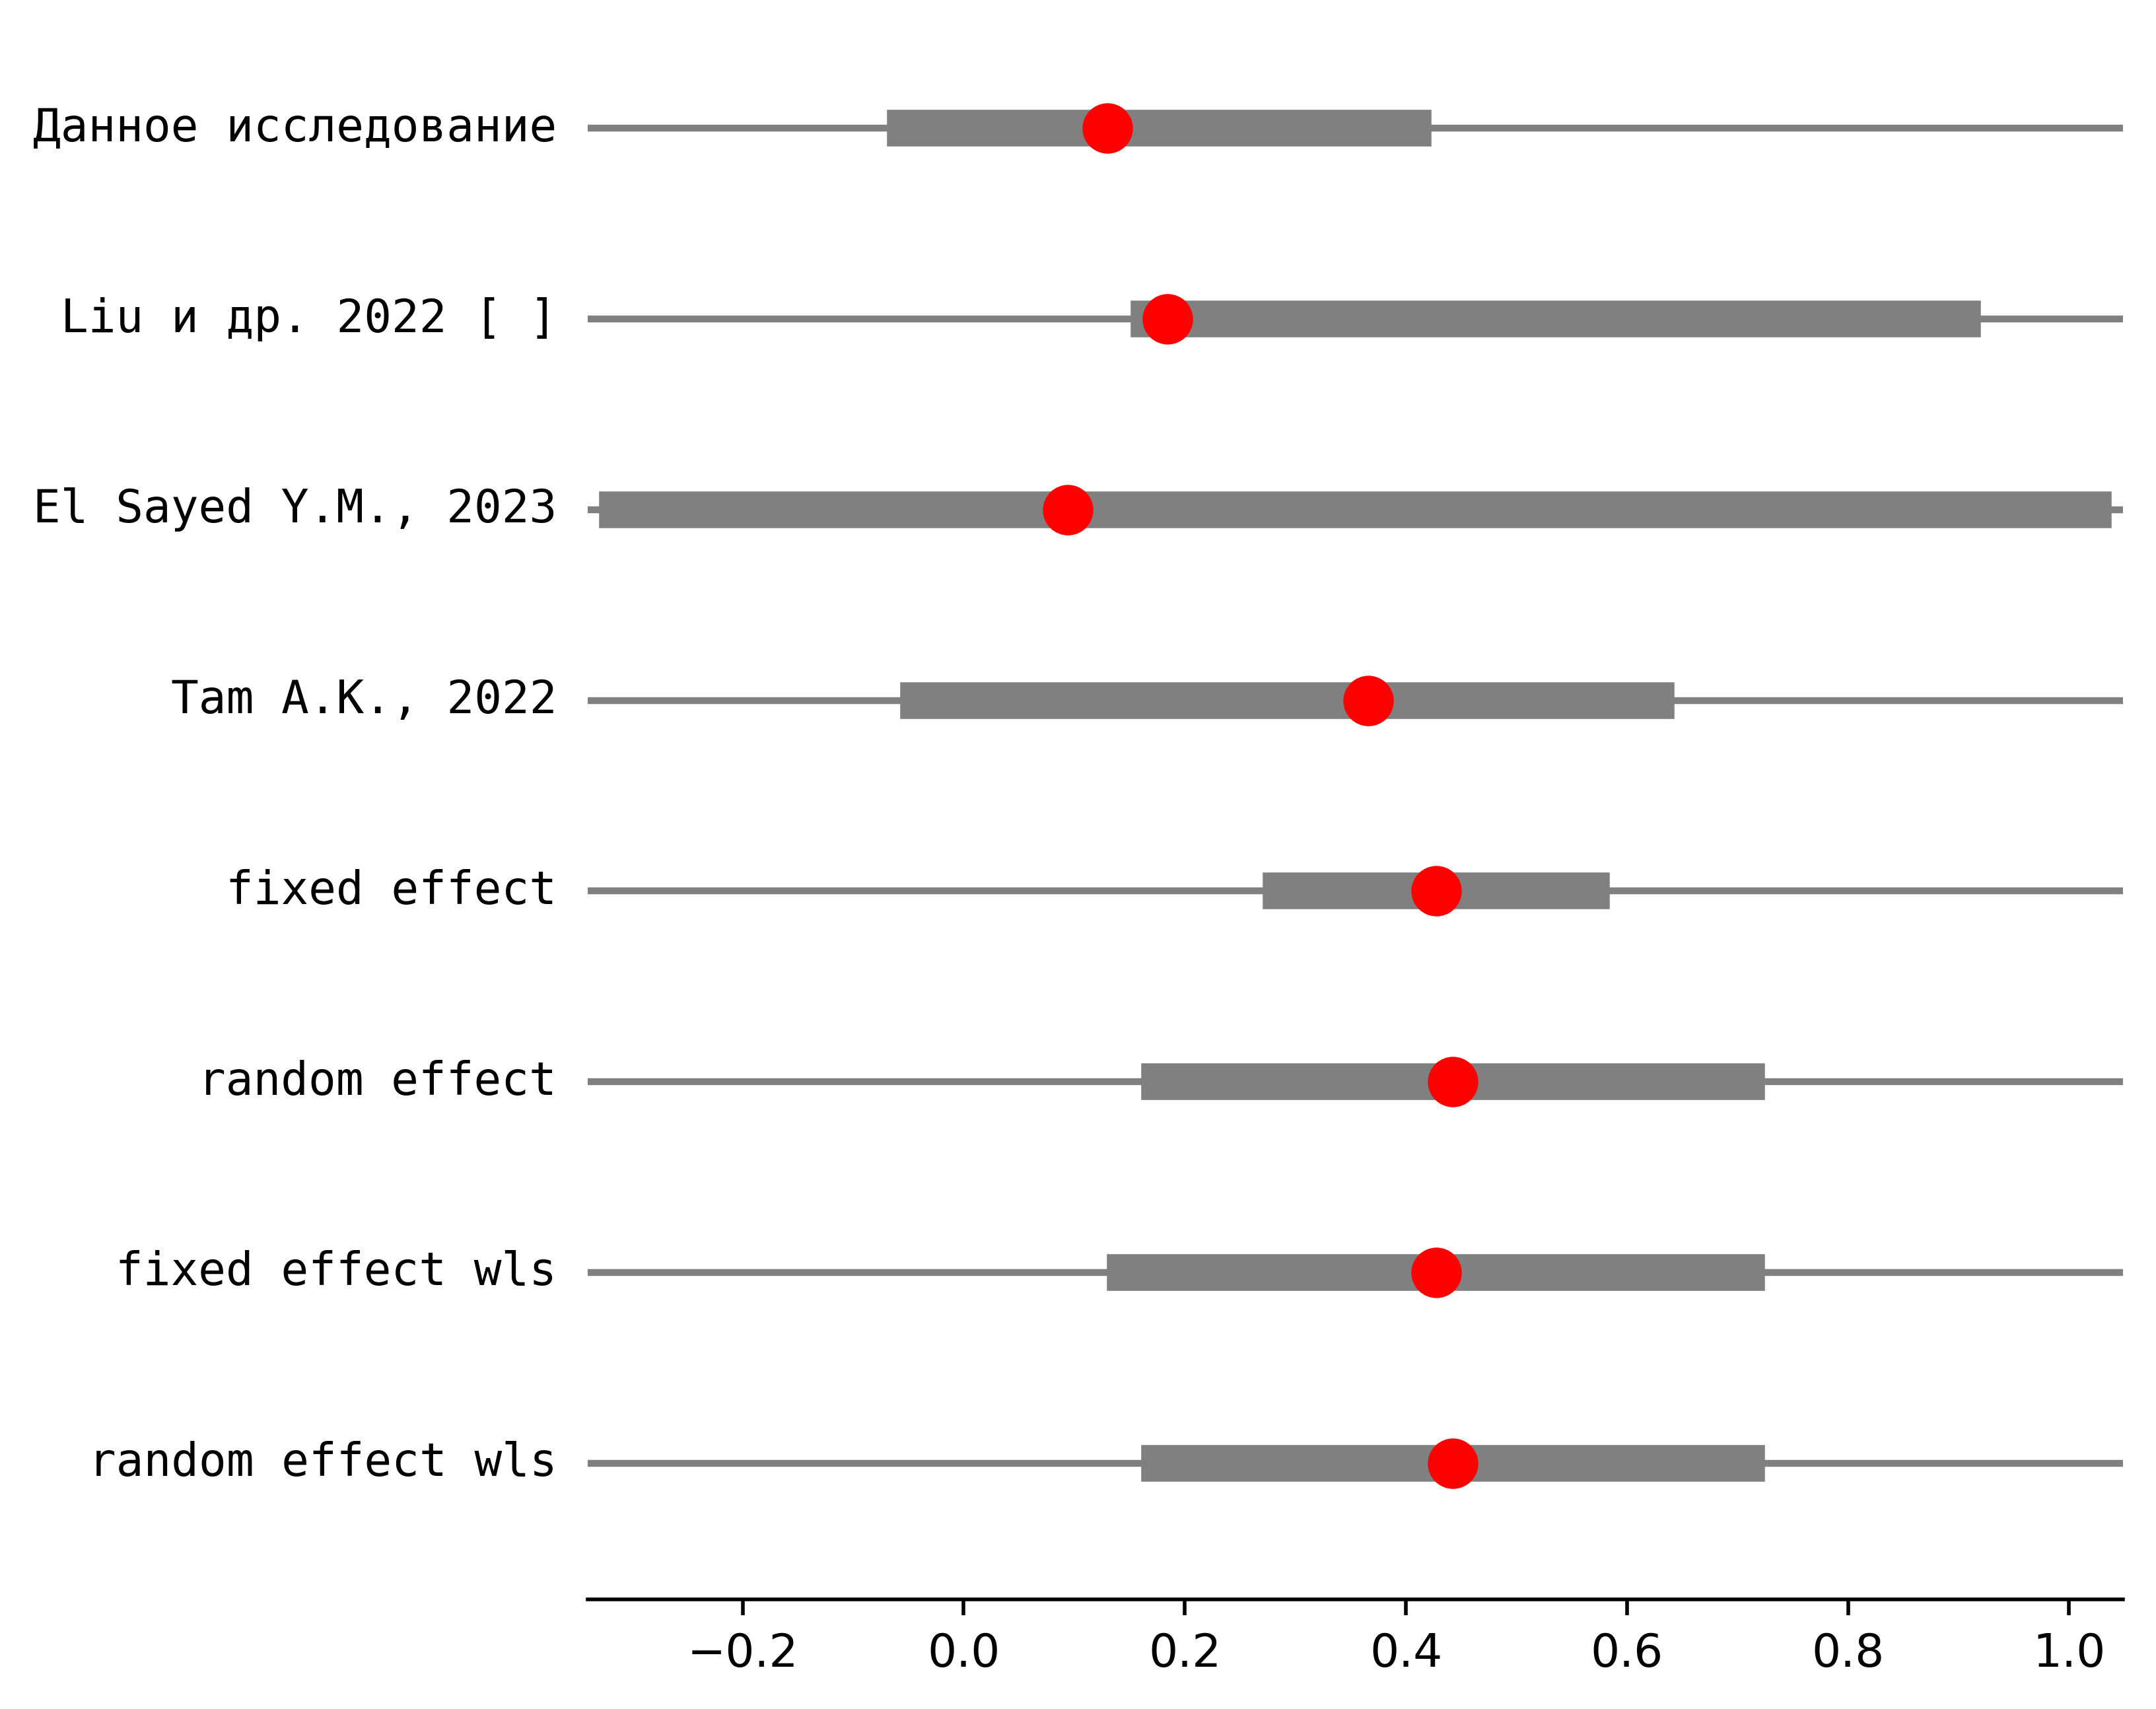 Данное исследование
Liu и др. 2022 [ ]
El Sayed Y.M., 2023
Tam A.K., 2022
fixed effect
random effect
fixed effect wls
random effect wls
−0.2 0.0 0.2 0.4 0.6 0.8 1.0